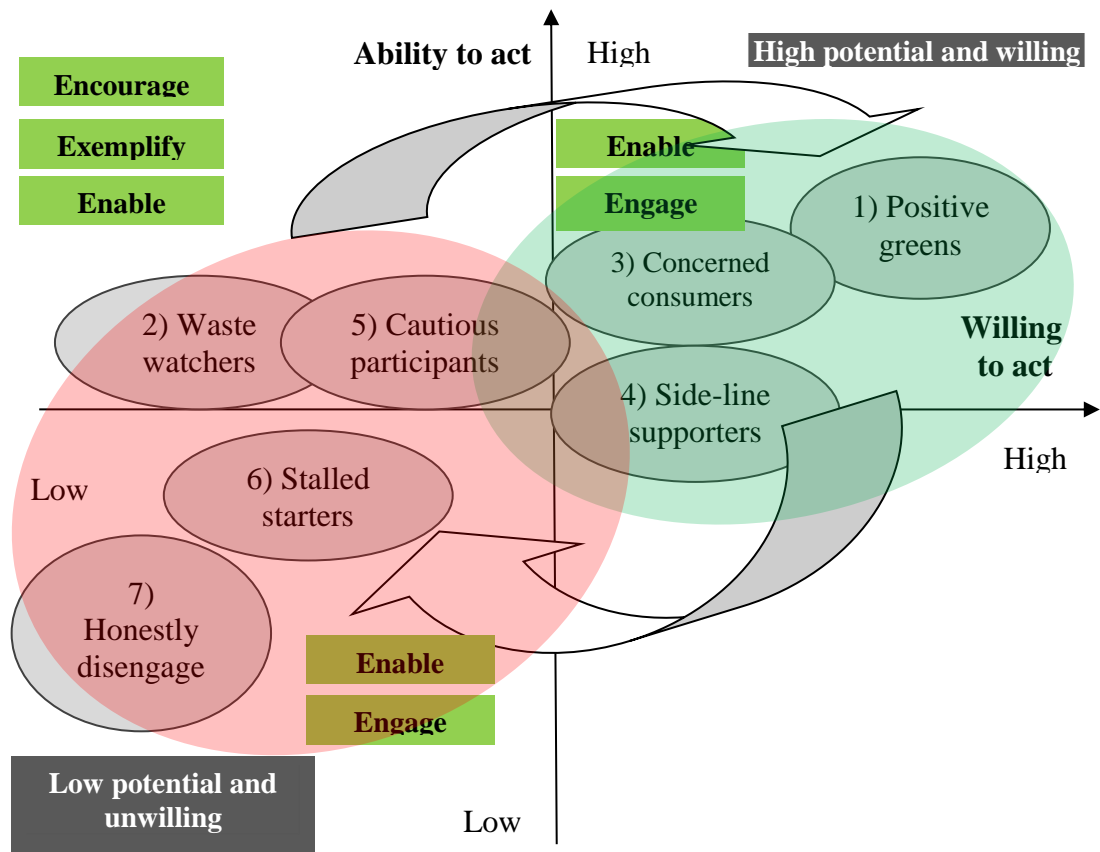 Ability to act
High
High potential and willing
Encourage
Exemplify
Enable
Enable
Engage
1) Positive
greens
3) Concerned
consumers
2) Waste
watchers
5) Cautious
participants
Willing
to act
4) Side-line
supporters
High
Low
6) Stalled
starters
7)
Honestly
disengage
Enable
Engage
Low potential and
unwilling
Low